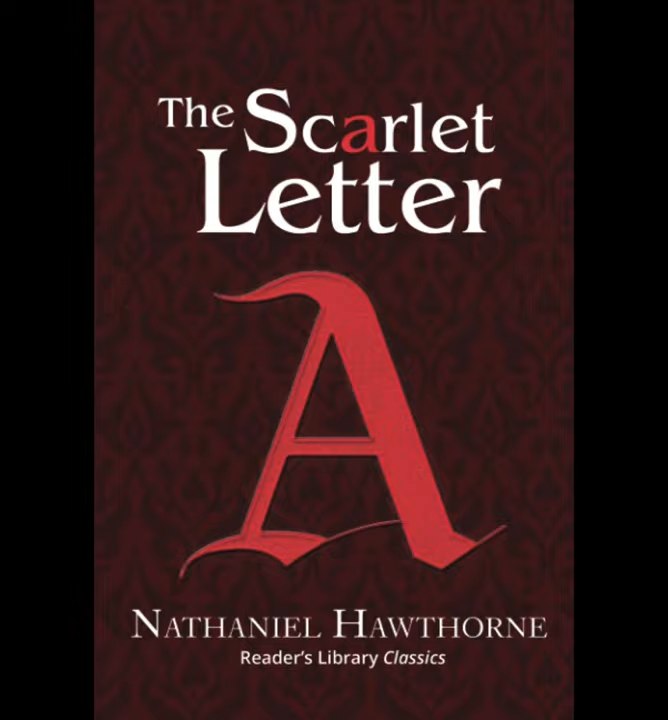 The Scarlet
Letter
A
NATHANIEL HAWTHORNE
Reader's Library Classics